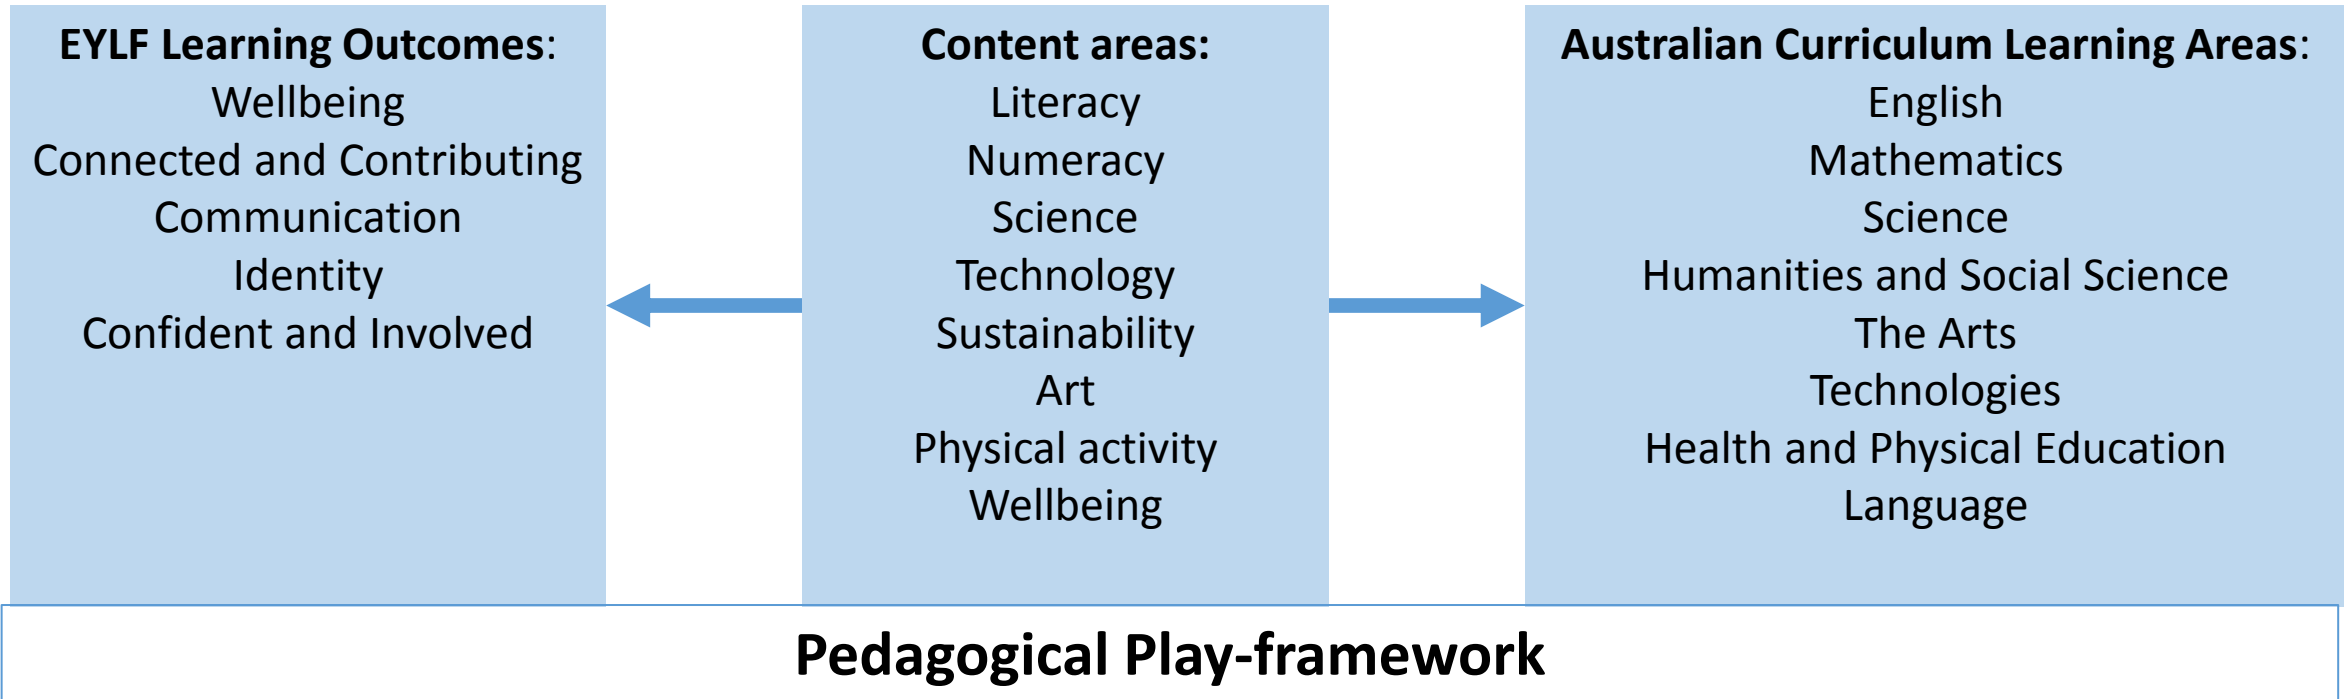 EYLF Learning Outcomes:
Wellbeing
Connected and Contributing
Communication
Identity
Confident and Involved
Content areas:
Literacy
Numeracy
Science
Technology
Sustainability
Art
Physical activity
Wellbeing
Australian Curriculum Learning Areas:
English
Mathematics
Science
Humanities and Social Science
The Arts
Technologies
Health and Physical Education
Language
Pedagogical Play-framework